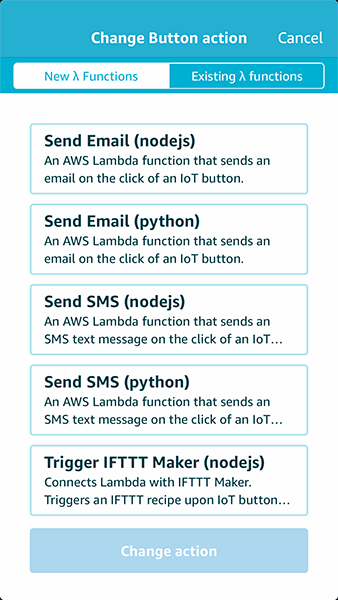 Change Button action
Cancel
New λ Functions
Existing λ functions
Send Email (nodejs)
An AWS Lambda function that sends an
email on the click of an IoT button.
Send Email (python)
An AWS Lambda function that sends an
email on the click of an IoT button.
Send SMS (nodejs)
An AWS Lambda function that sends an
SMS text message on the click of an IoT...
Send SMS (python)
An AWS Lambda function that sends an
SMS text message on the click of an IoT...
Trigger IFTTT Maker (nodejs)
Connects Lambda with IFTTT Maker.
Triggers an IFTTT recipe upon IoT button...
Change action